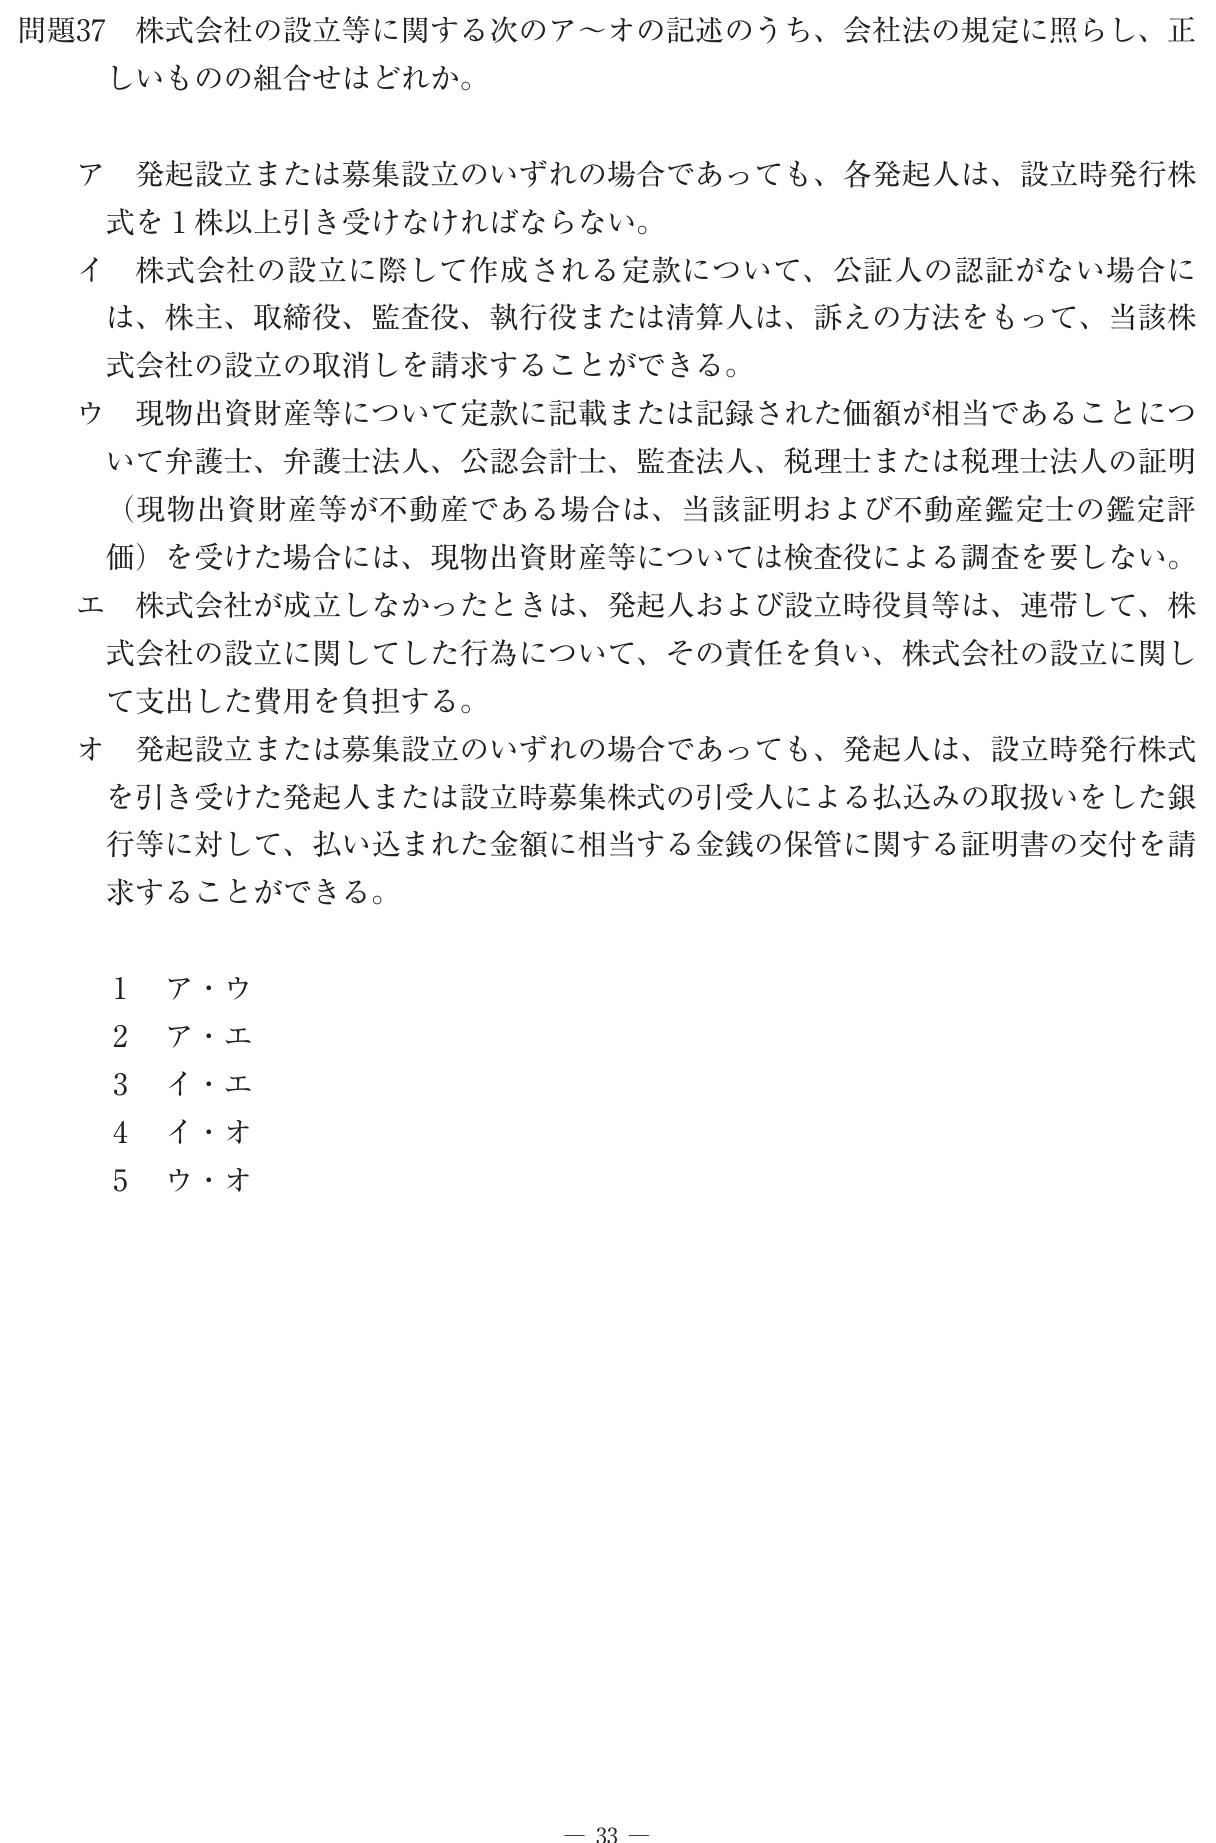 問題37　株式会社の設立等に関する次のア～オの記述のうち、会社法の規定に照らし、正
しいものの組合せはどれか。
ア　発起設立または募集設立のいずれの場合であっても、各発起人は、設立時発行株
式を１株以上引き受けなければならない。
イ　株式会社の設立に際して作成される定款について、公証人の認証がない場合に
は、株主、取締役、監査役、執行役または清算人は、訴えの方法をもって、当該株
式会社の設立の取消しを請求することができる。
ウ　現物出資財産等について定款に記載または記録された価額が相当であることにつ
いて弁護士、弁護士法人、公認会計士、監査法人、税理士または税理士法人の証明
（現物出資財産等が不動産である場合は、当該証明および不動産鑑定士の鑑定評
価）を受けた場合には、現物出資財産等については検査役による調査を要しない。
エ　株式会社が成立しなかったときは、発起人および設立時役員等は、連帯して、株
式会社の設立に関してした行為について、その責任を負い、株式会社の設立に関し
て支出した費用を負担する。
オ　発起設立または募集設立のいずれの場合であっても、発起人は、設立時発行株式
を引き受けた発起人または設立時募集株式の引受人による払込みの取扱いをした銀
行等に対して、払い込まれた金額に相当する金銭の保管に関する証明書の交付を請
求することができる。
1　ア・ウ
2　ア・エ
3　イ・エ
4　イ・オ
5　ウ・オ
― 33 ―